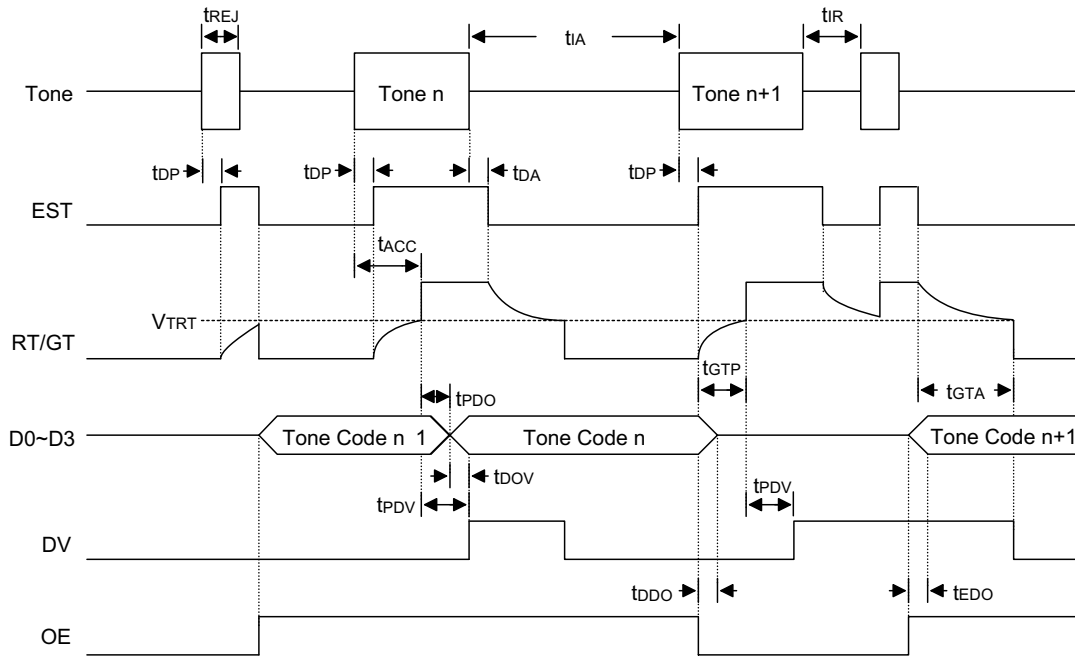 tREJ
tIA
tIR
Tone
Tone n
Tone n+1
tDP
tDP
tDA
tDP
EST
tACC
VTRT
RT/GT
tGTP
tGTA
tPDO
D0~D3
Tone Code n 1
Tone Code n
Tone Code n+1
tDOV
tPDV
tPDV
DV
tDDO
tEDO
OE